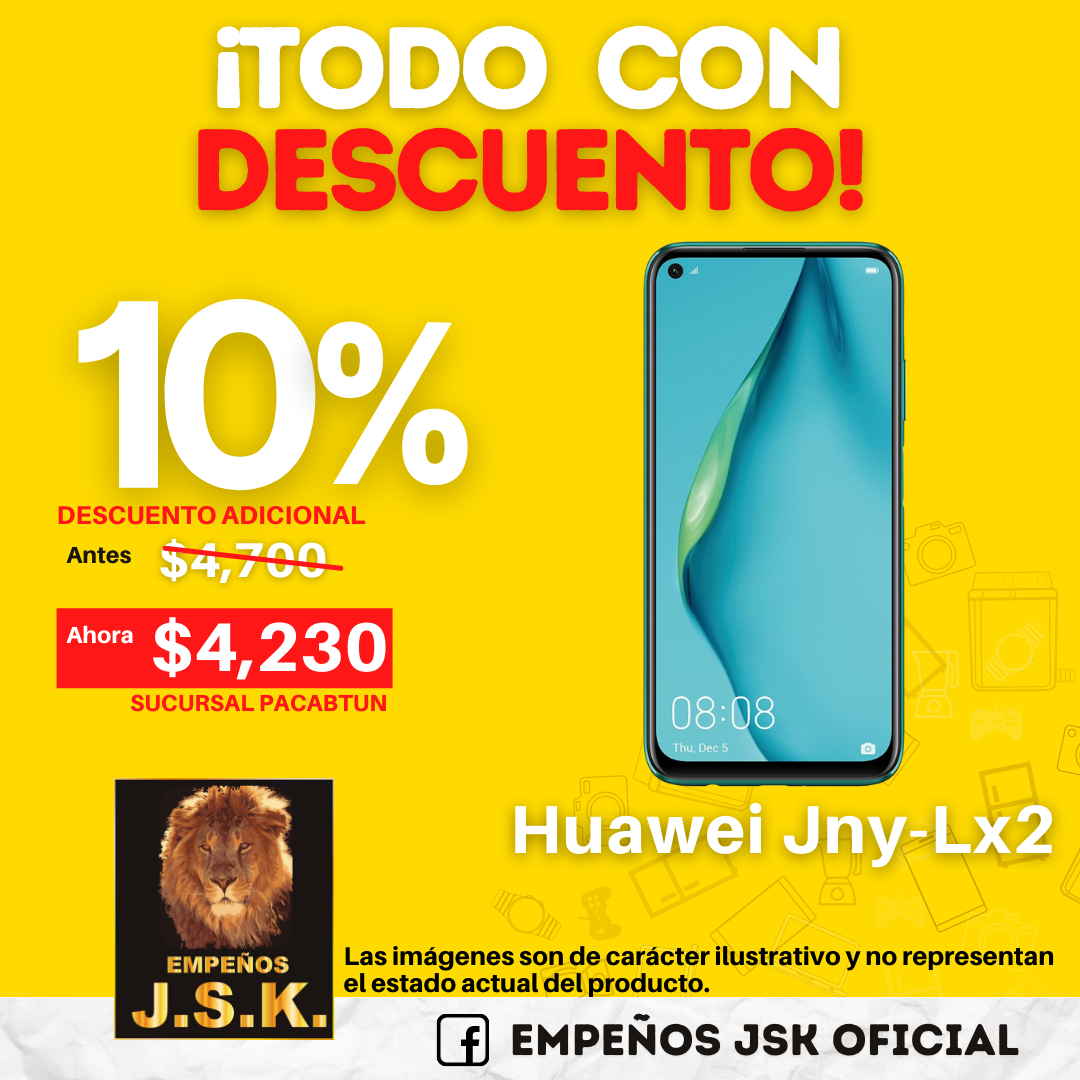 ¡TODO CON
DESCUENTO!
10%
DESCUENTO ADICIONAL
Antes $4,700
Ahora $4,230
SUCURSAL PACABTUN
08:08
Thu, Dec 5
Huawei Jny-Lx2
EMPEÑOS
J.S.K.
Las imágenes son de carácter ilustrativo y no representan
el estado actual del producto.
f EMPEÑOS JSK OFICIAL